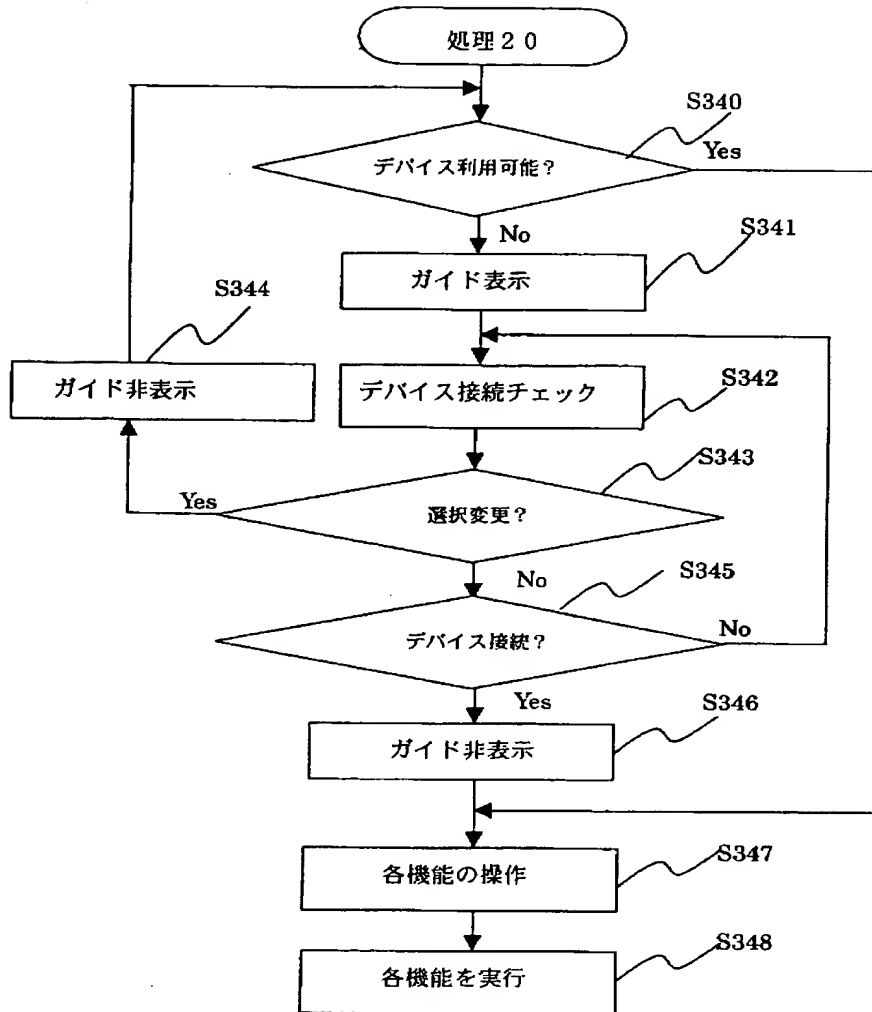 処理２０
S340
デバイス利用可能？
Yes
No
S341
ガイド表示
S344
ガイド非表示
デバイス接続チェック
S342
S343
Yes
選択変更？
No
S345
デバイス接続？
No
Yes
S346
ガイド非表示
S347
各機能の操作
S348
各機能を実行